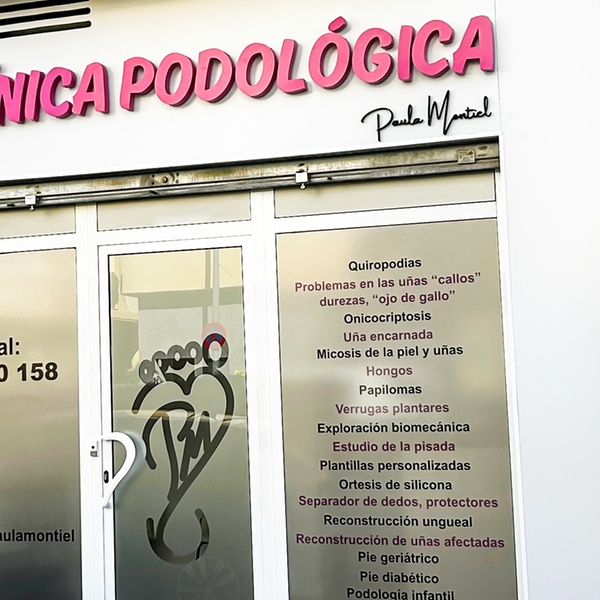 NICA PODOLÓGICA
Paula Montiel
al:
0 158
aulamontiel
PM
Quiropodias
Problemas en las uñas “callos”
durezas, “ojo de gallo”
Onicocriptosis
Uña encarnada
Micosis de la piel y uñas
Hongos
Papilomas
Verrugas plantares
Exploración biomecánica
Estudio de la pisada
Plantillas personalizadas
Ortesis de silicona
Separador de dedos, protectores
Reconstrucción ungueal
Reconstrucción de uñas afectadas
Pie geriátrico
Pie diabético
Podología infantil